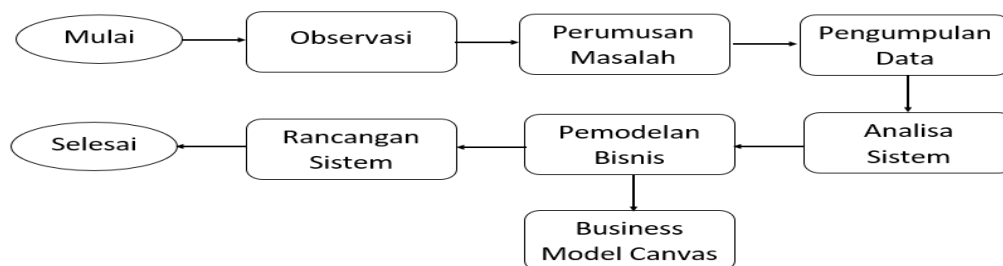 Mulai
Observasi
Perumusan
Masalah
Pengumpulan
Data
Selesai
Rancangan
Sistem
Pemodelan
Bisnis
Analisa
Sistem
Business
Model Canvas